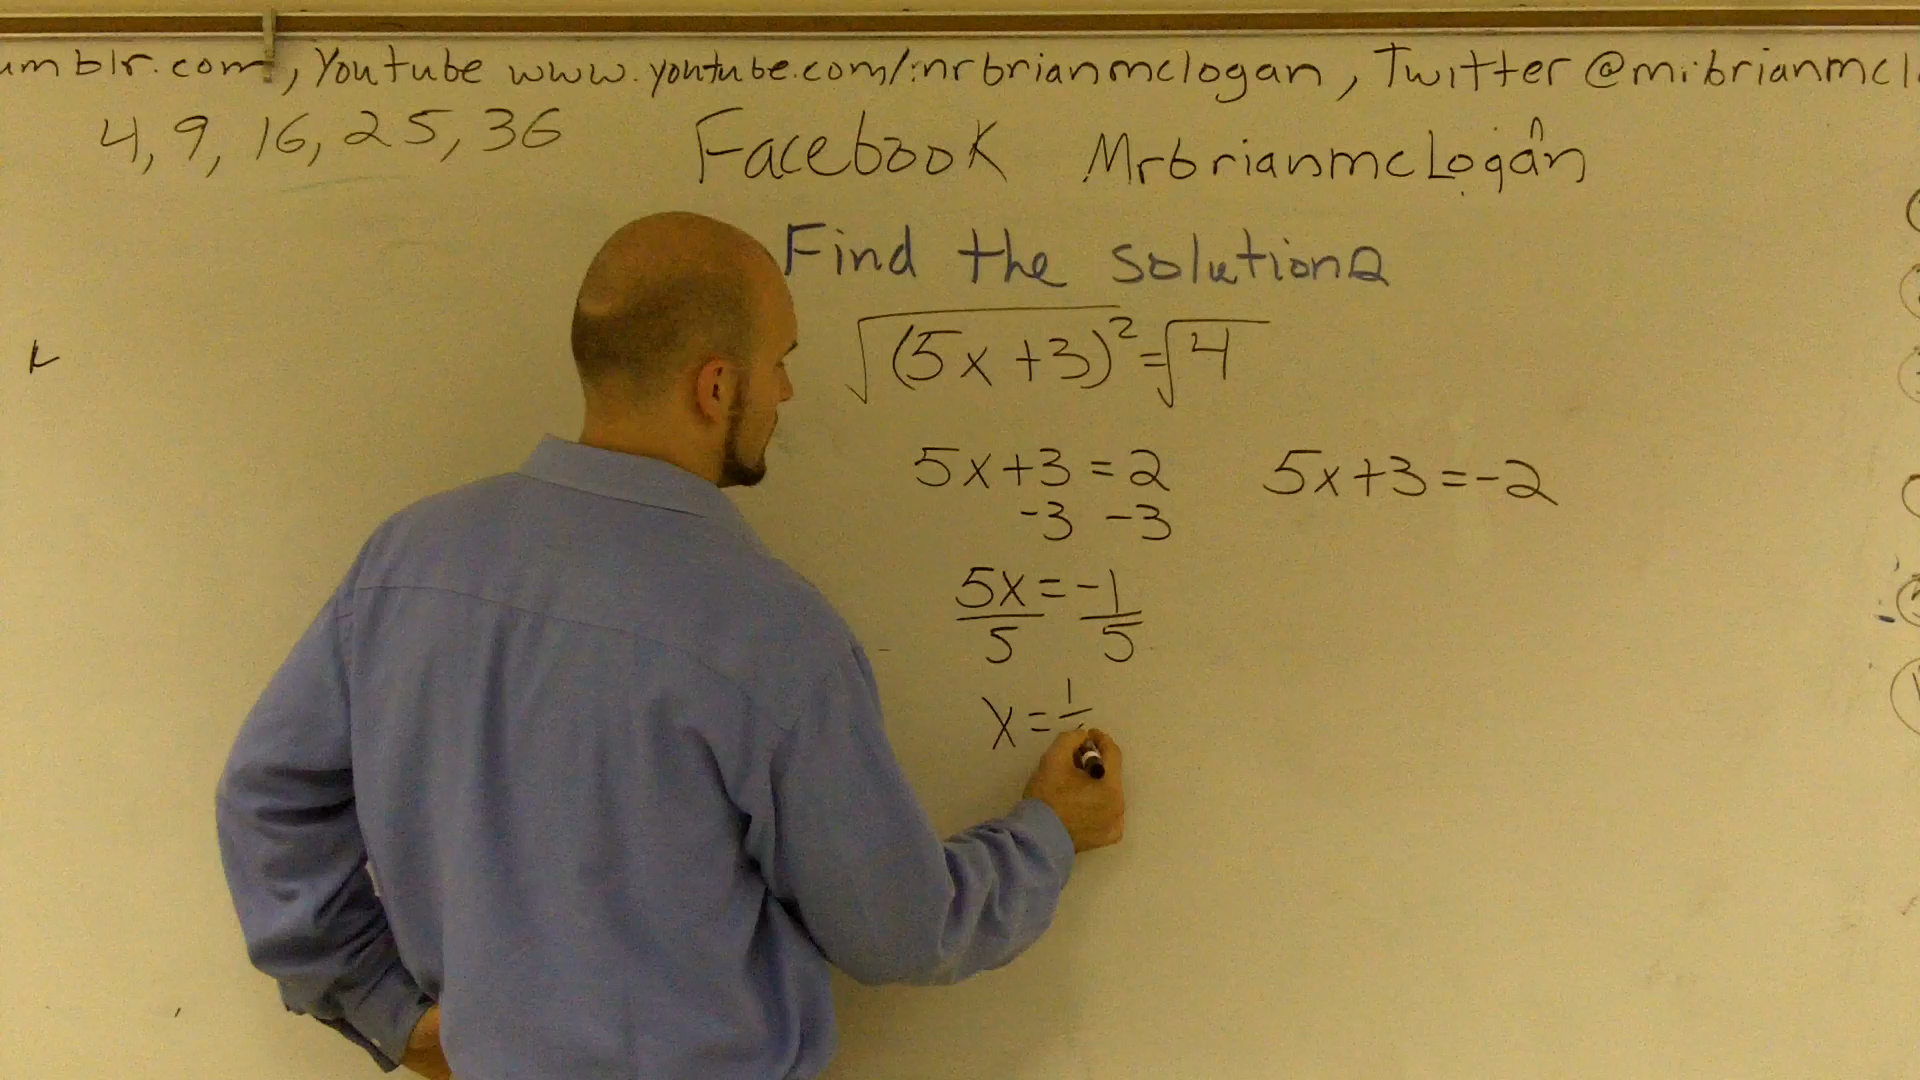 umblr.com, Youtube www.youtube.com/mrbrianmclogan, Twitter @mrbrianmcl
4, 9, 16, 25, 36
Facebook MrbrianmcLogan
Find the solutions
√(5x+3)² = √4
5x+3=2 5x+3=-2
-3 -3
5x=-1
5 5
x=1